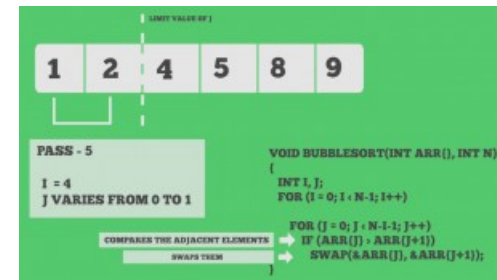 LIMIT VALUE OF J
1 2 4 5 8 9
PASS - 5
I = 4
J VARIES FROM 0 TO 1
VOID BUBBLESORT(INT ARR(), INT N)
{
INT I, J;
FOR (I = 0; I < N-1; I++)
FOR (J = 0; J < N-I-1; J++)
COMPARES THE ADJACENT ELEMENTS
IF (ARR(J) > ARR(J+1))
SWAPS THEM
SWAP(&ARR(J), &ARR(J+1));
}